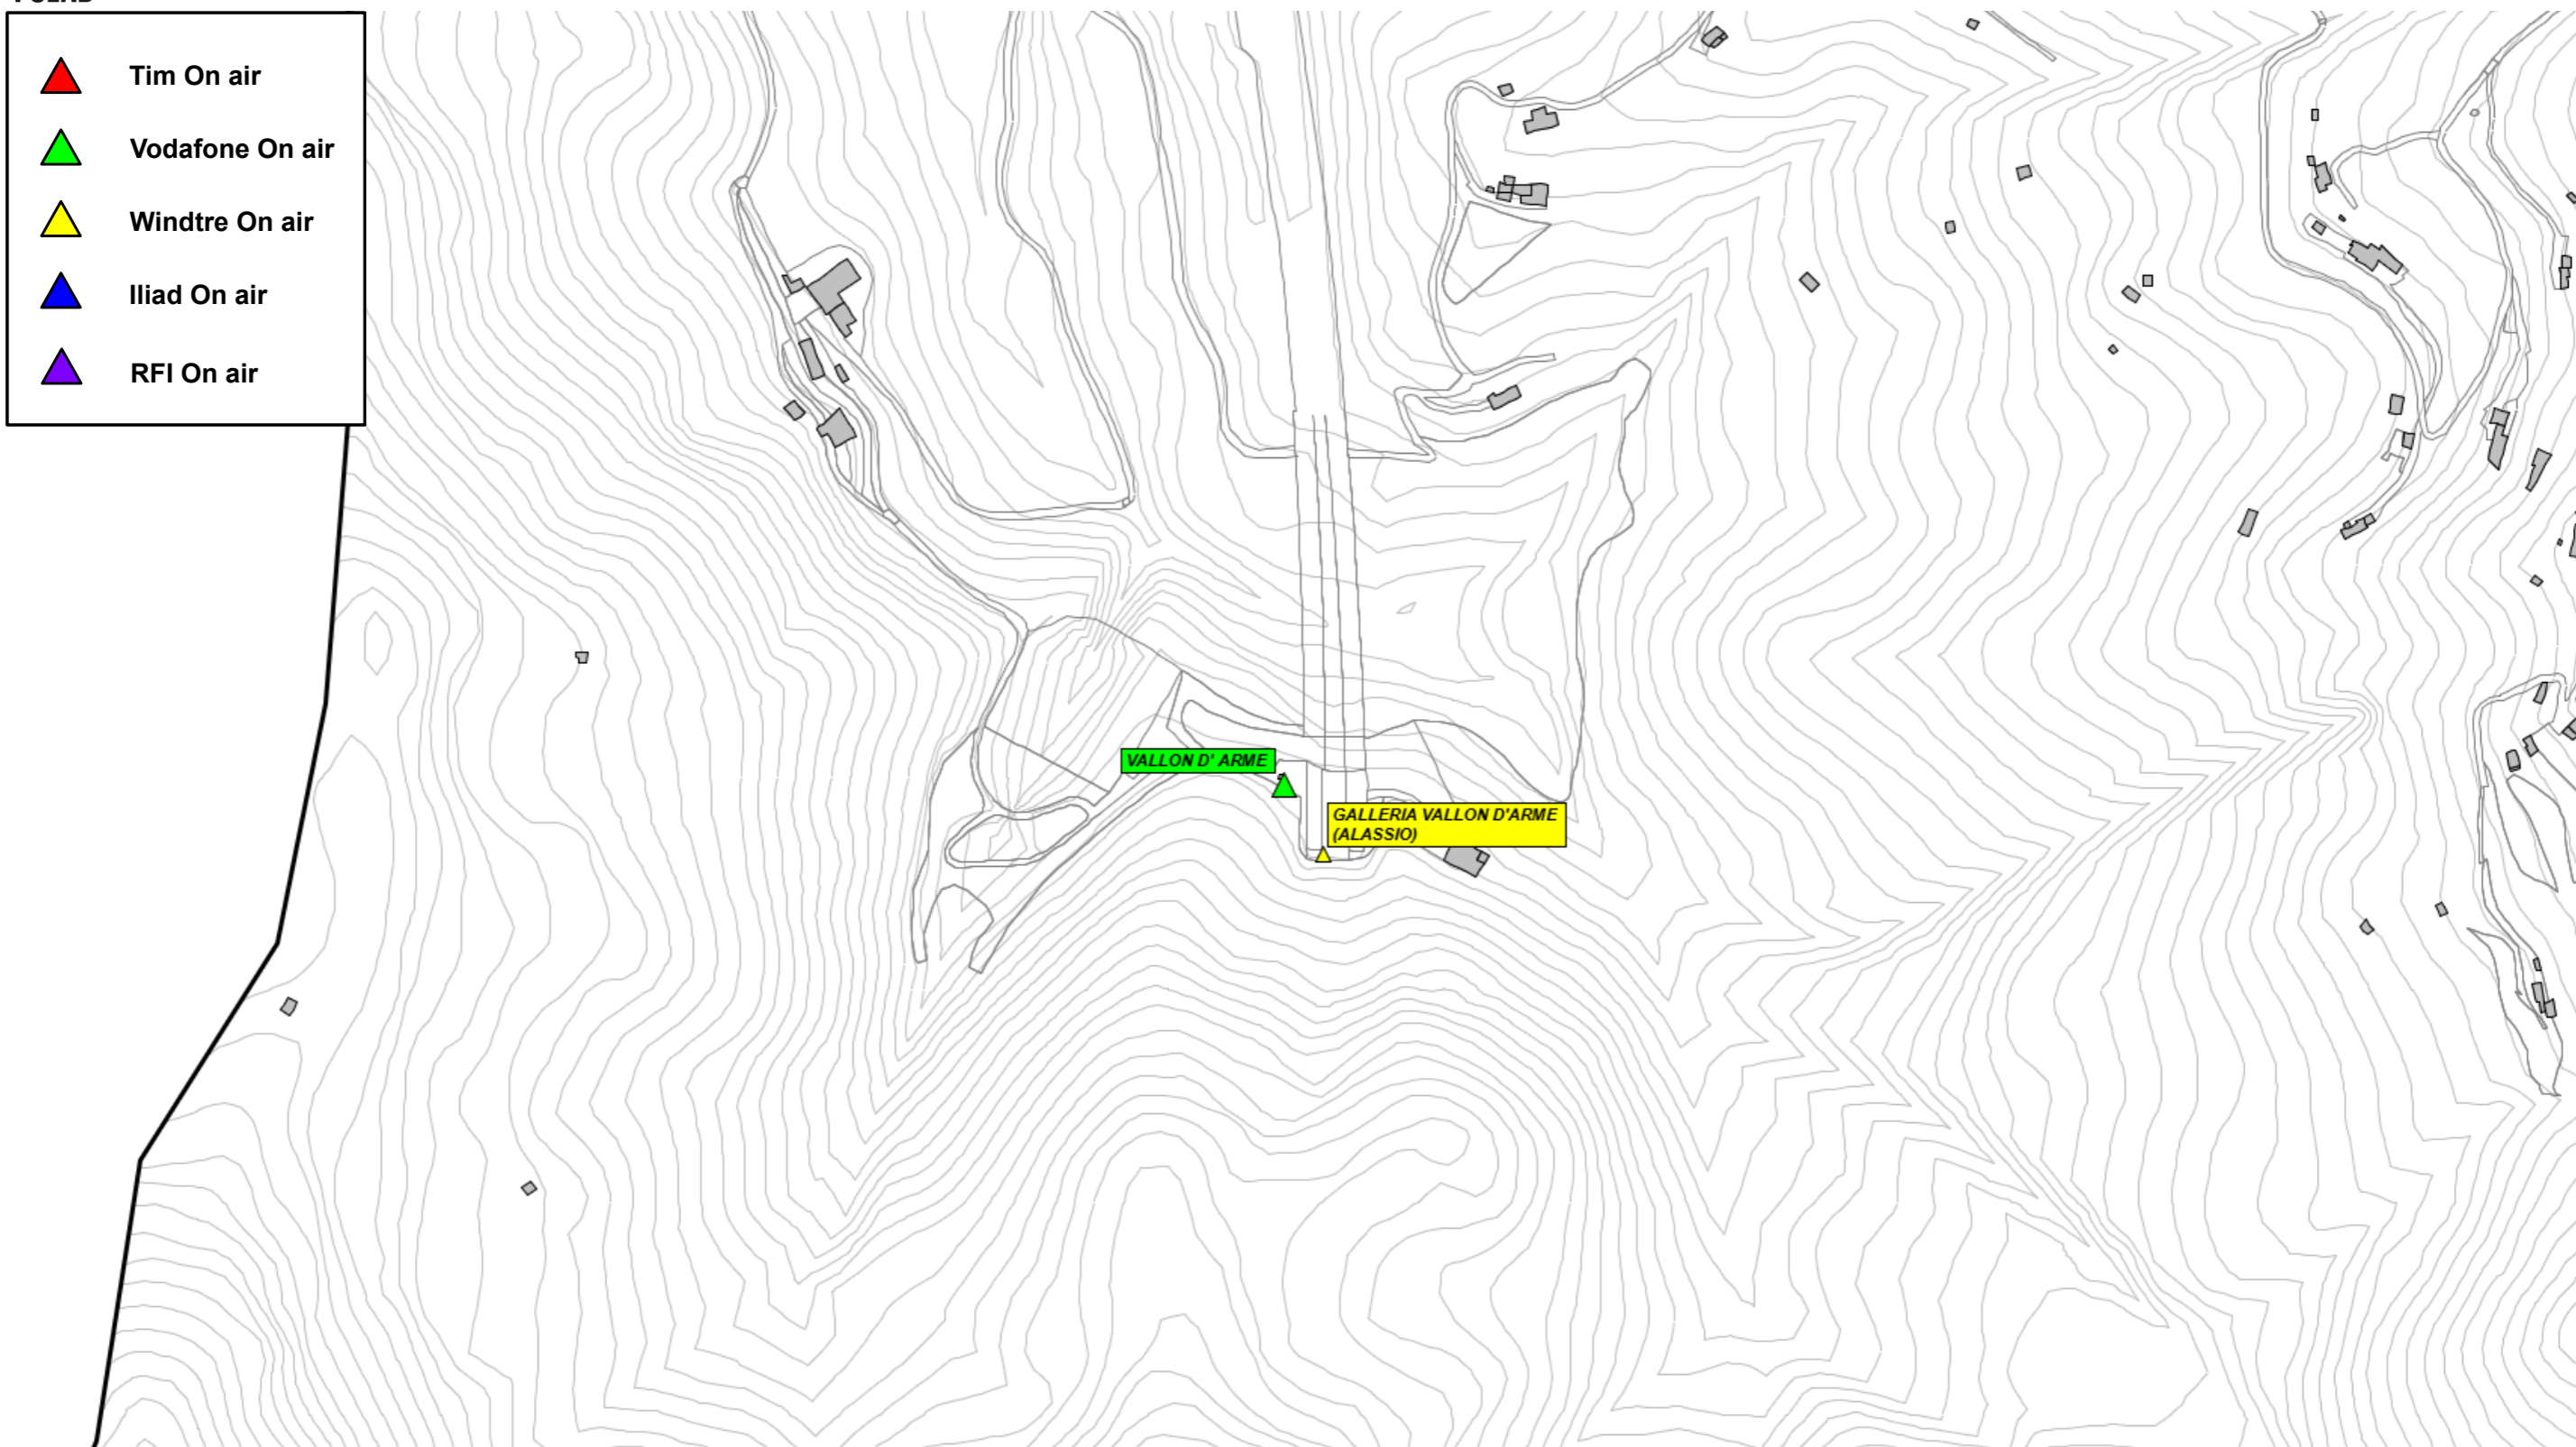 Tim On air
Vodafone On air
Windtre On air
Iliad On air
RFI On air
VALLON D' ARME
GALLERIA VALLON D'ARME
(ALASSIO)